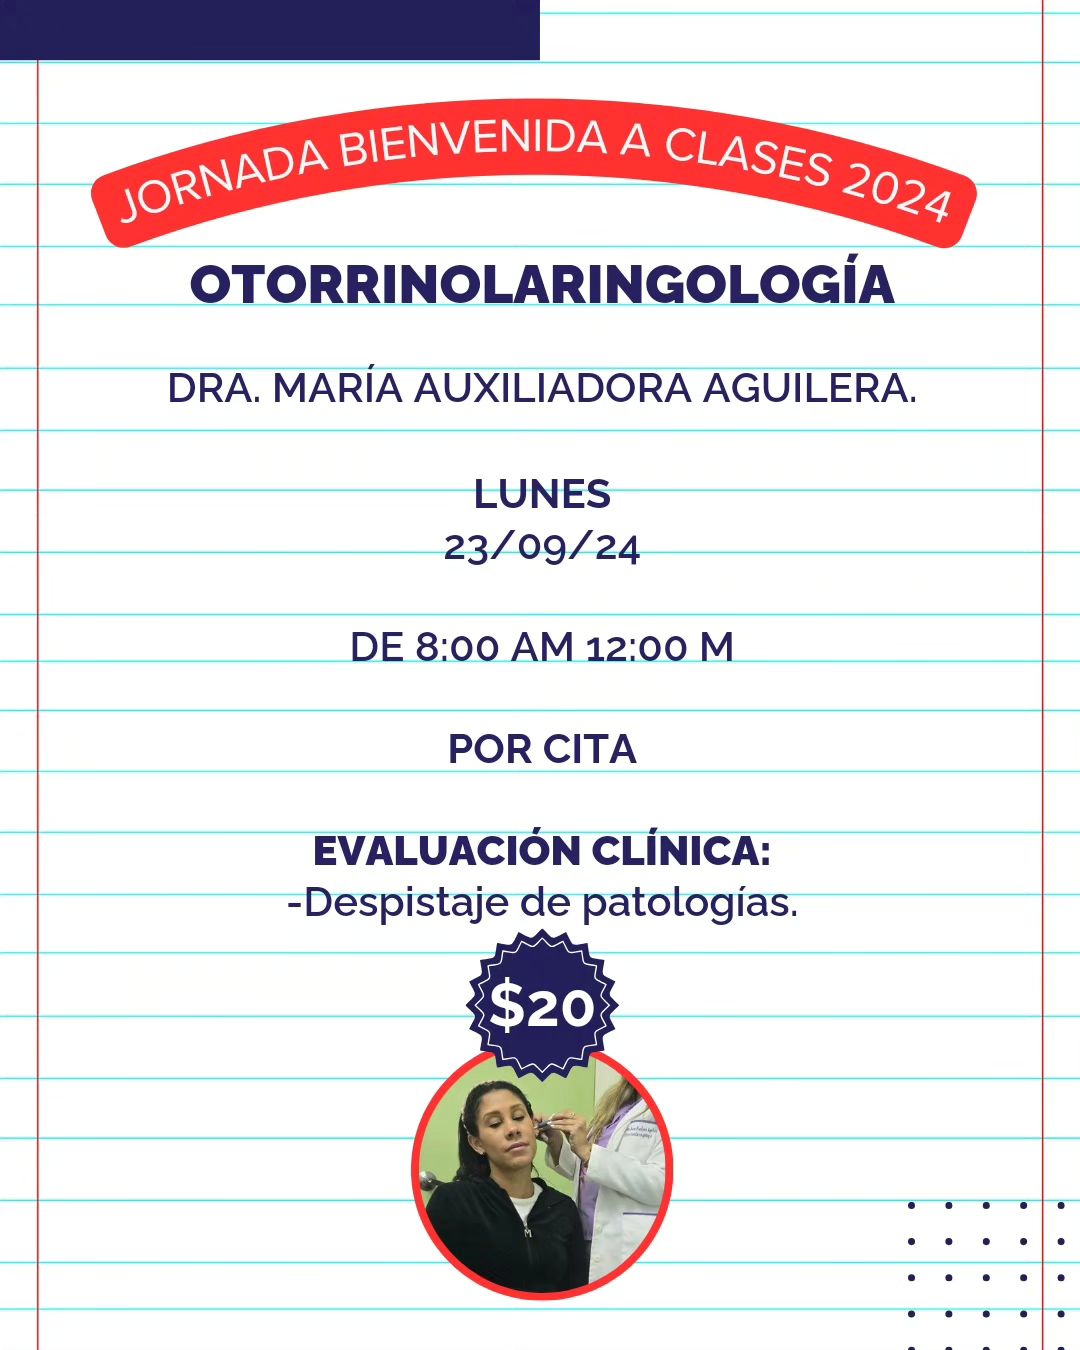 JORNADA BIENVENIDA A CLASES 2024
OTORRINOLARINGOLOGÍA
DRA. MARÍA AUXILIADORA AGUILERA.
LUNES
23/09/24
DE 8:00 AM 12:00 M
POR CITA
EVALUACIÓN CLÍNICA:
-Despistaje de patologías.
$20
M